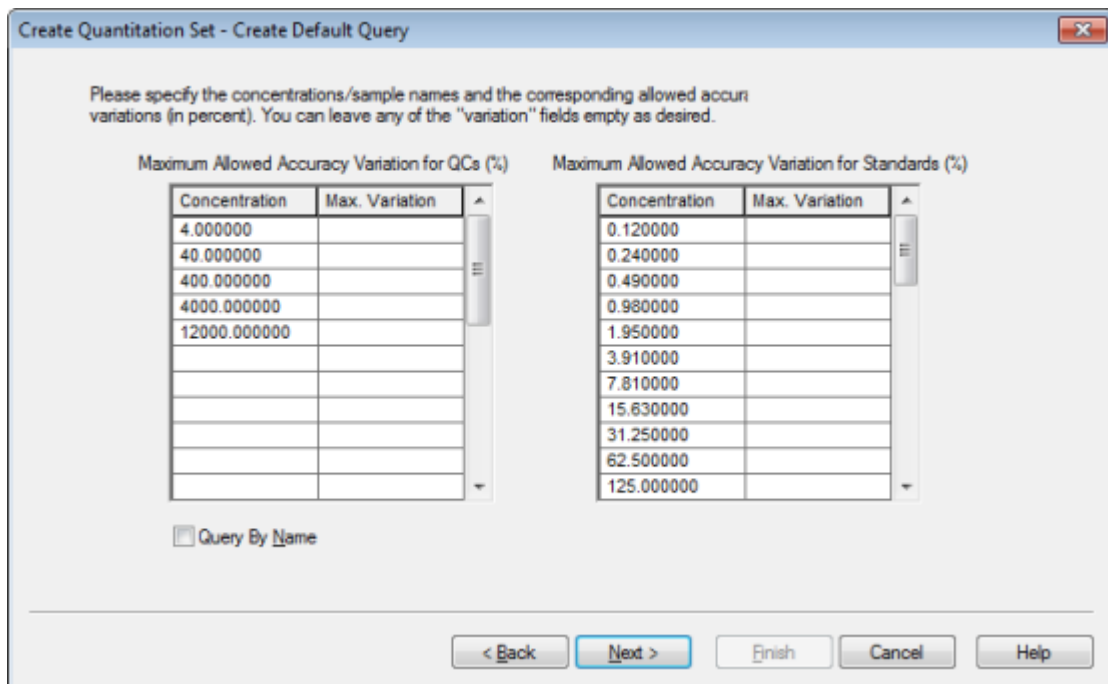 Create Quantitation Set - Create Default Query
Please specify the concentrations/sample names and the corresponding allowed accura
variations (in percent). You can leave any of the "variation" fields empty as desired.
Maximum Allowed Accuracy Variation for QCs (%)
Concentration Max. Variation
4.000000
40.000000
400.000000
4000.000000
12000.000000
Query By Name
Maximum Allowed Accuracy Variation for Standards (%)
Concentration Max. Variation
0.120000
0.240000
0.490000
0.980000
1.950000
3.910000
7.810000
15.630000
31.250000
62.500000
125.000000
< Back Next > Finish Cancel Help